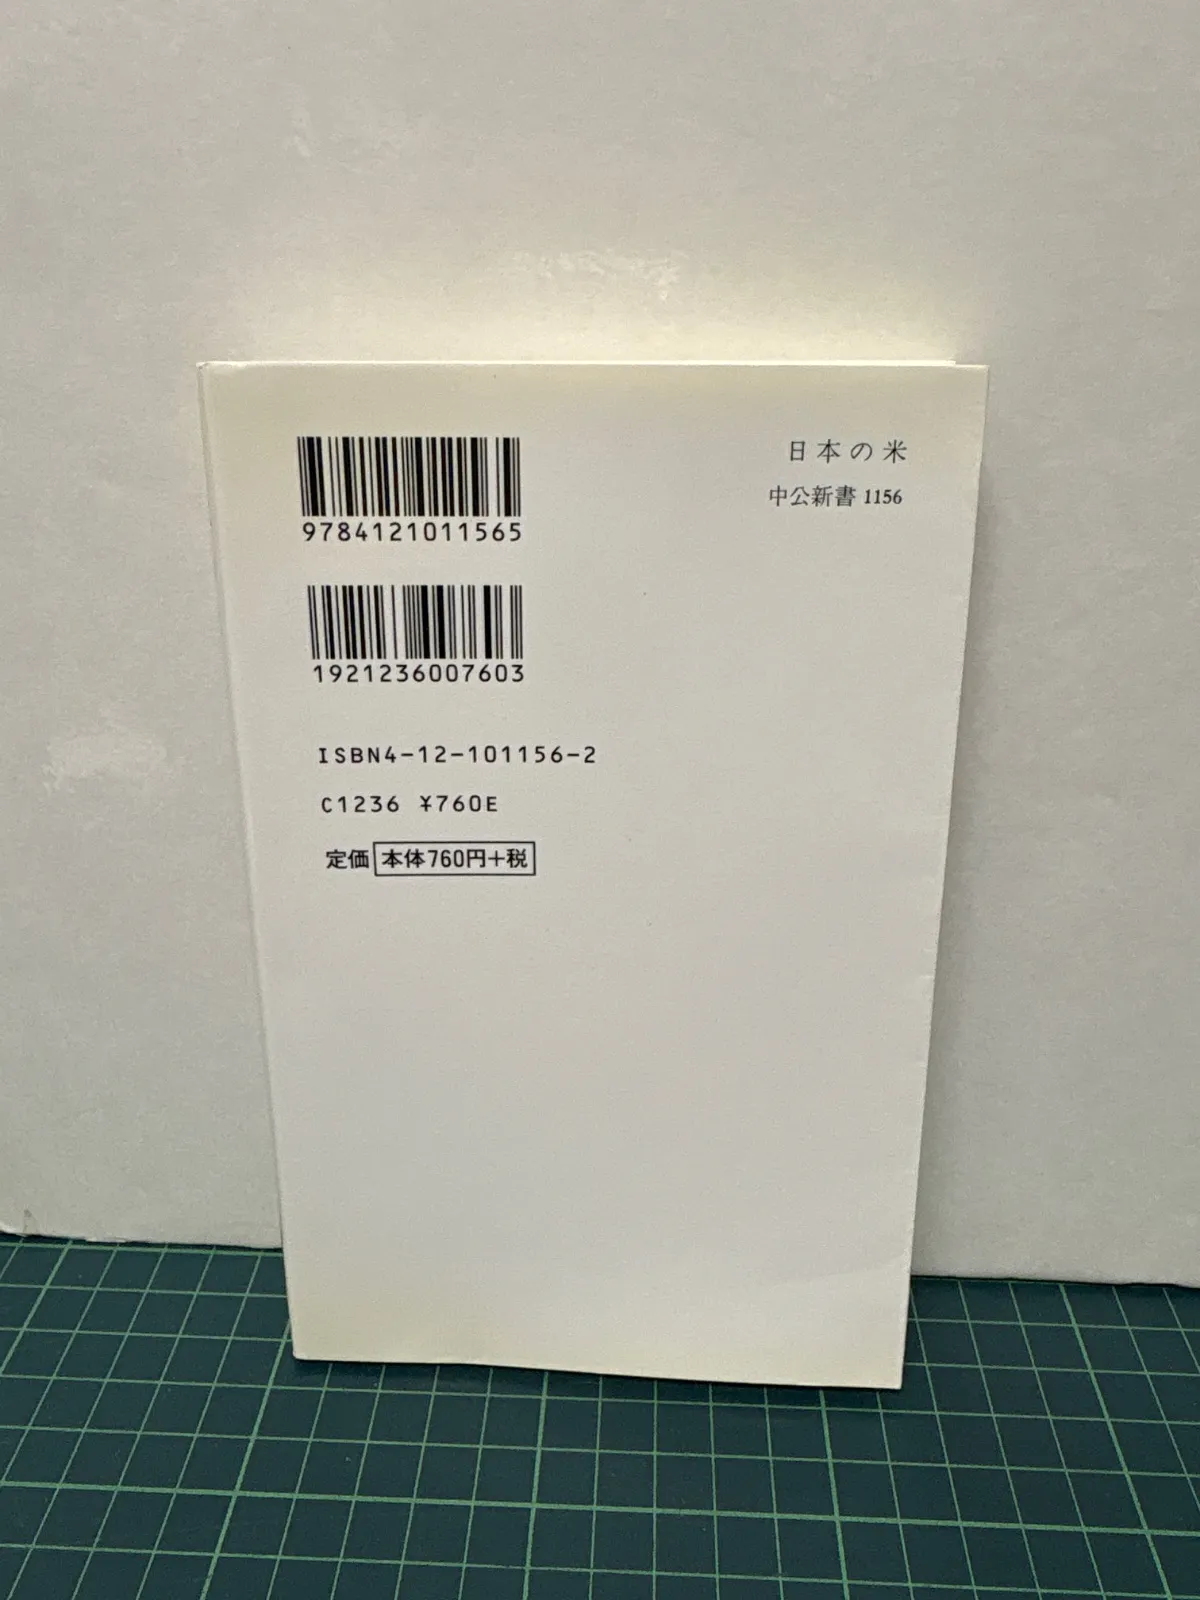 日本の米
中公新書 1156
9784121011565
1921236007603
ISBN4-12-101156-2
C1236 ¥760E
定価 本体760円+税